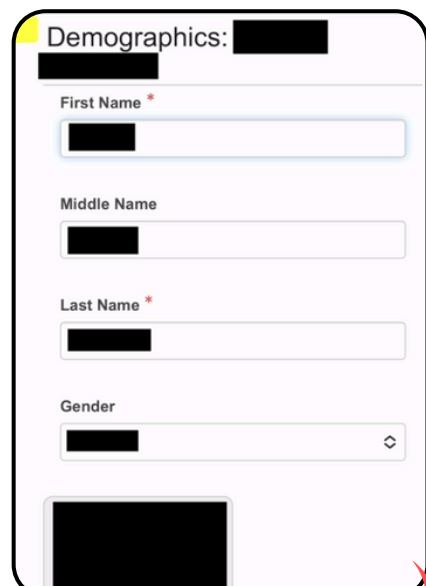 Demographics:
First Name *
Middle Name
Last Name *
Gender